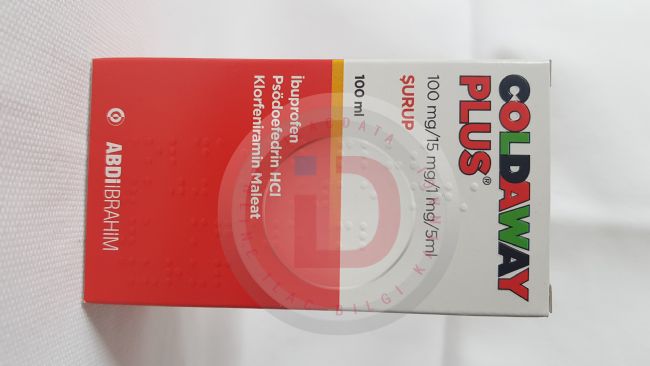 COLDAWAY
PLUS®
100 mg/15 mg/1 mg/5ml
ŞURUP
100 ml
İbuprofen
Psödoefedrin HCl
Klorfeniramin Maleat
ABDİ İBRAHİM